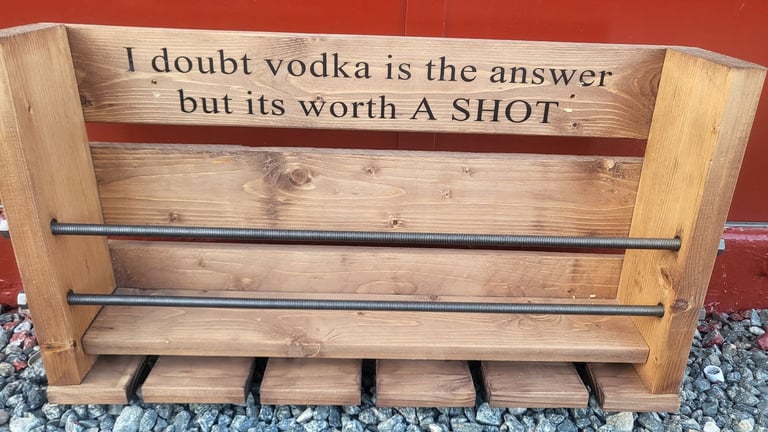 I doubt vodka is the answer
but its worth A SHOT